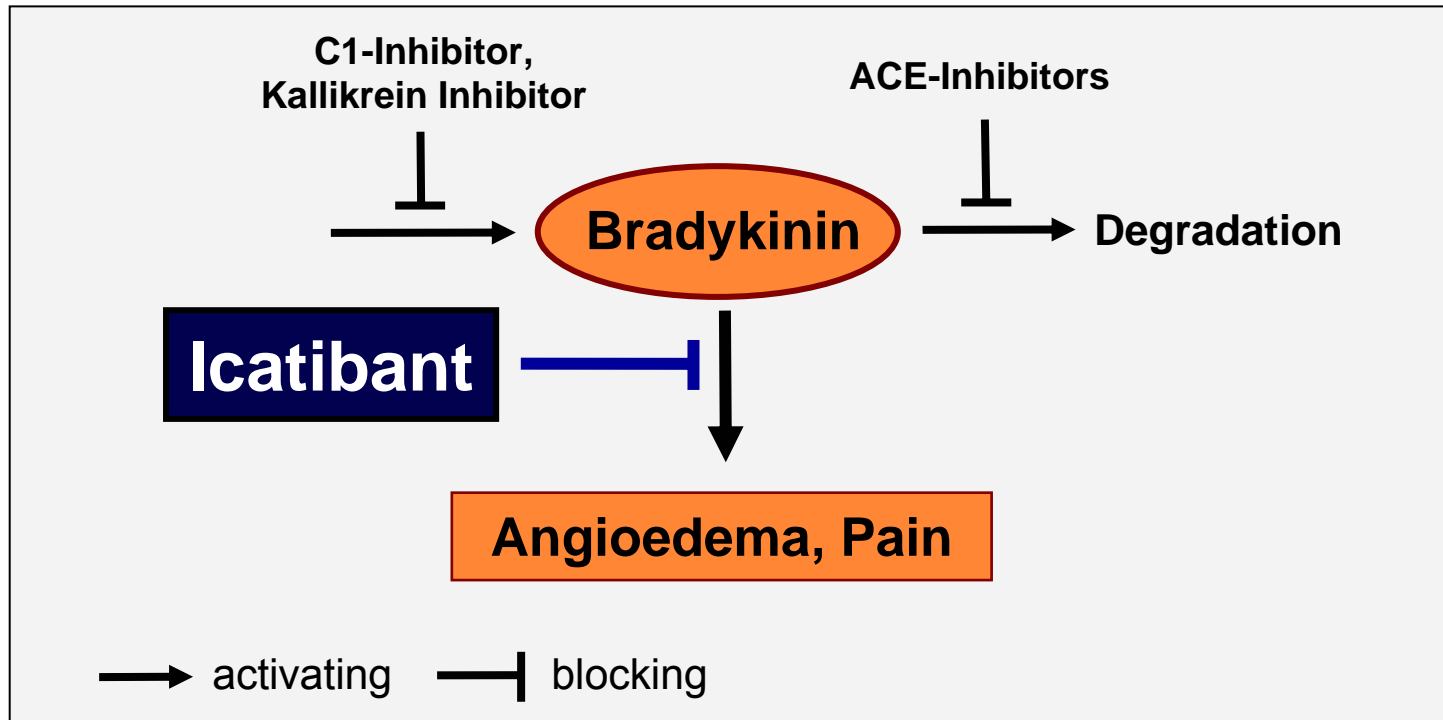 C1-Inhibitor,
Kallikrein Inhibitor
ACE-Inhibitors
Bradykinin
Degradation
Icatibant
Angioedema, Pain
activating
blocking